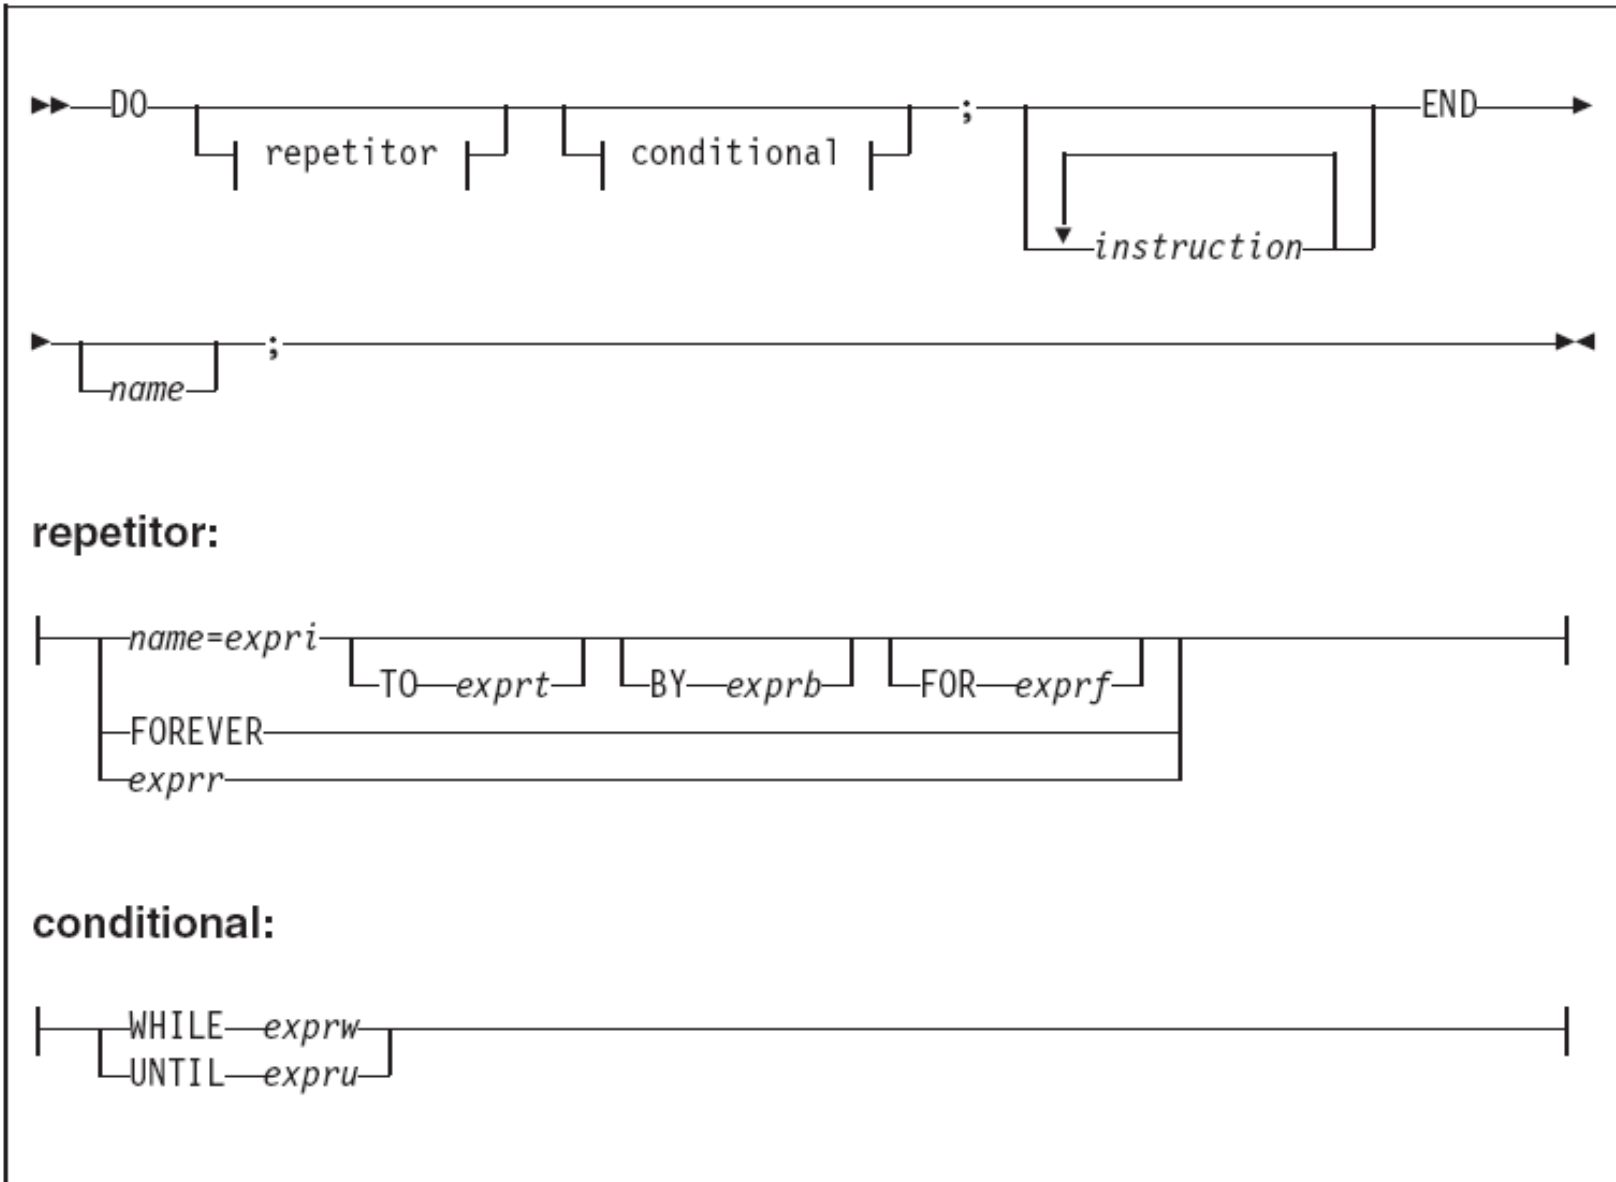 DO ; END
repetitor conditional
instruction
;
name
repetitor:
name=expri
TO exprt BY exprb FOR exprf
FOREVER
exprr
conditional:
WHILE exprw
UNTIL expru